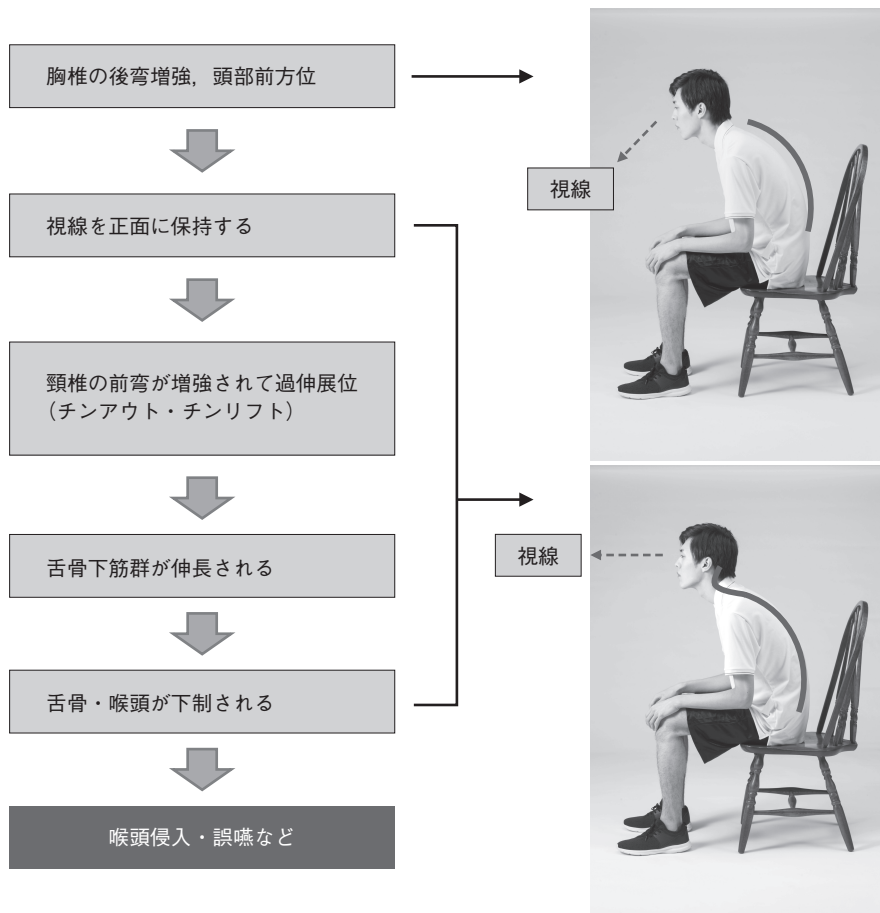 胸椎の後弯増強，頭部前方位
視線
視線を正面に保持する
頸椎の前弯が増強されて過伸展位
（チンアウト・チンリフト）
視線
舌骨下筋群が伸長される
舌骨・喉頭が下制される
喉頭侵入・誤嚥など